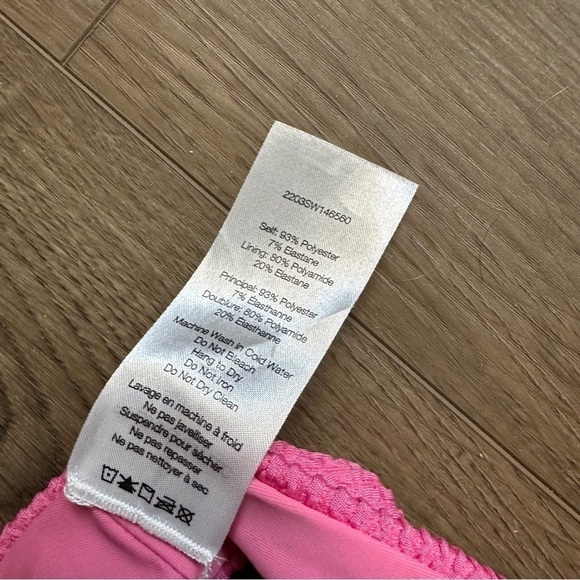 2203SW146560
Self: 93% Polyester
7% Elastane
Lining: 80% Polyamide
20% Elastane
Principal: 93% Polyester
7% Élasthanne
Doublure: 80% Polyamide
20% Élasthanne
Machine Wash in Cold Water
Do Not Bleach
Hang to Dry
Do Not Iron
Do Not Dry Clean
Lavage en machine à froid
Ne pas javelliser
Suspendre pour sécher
Ne pas repasser
Ne pas nettoyer à sec